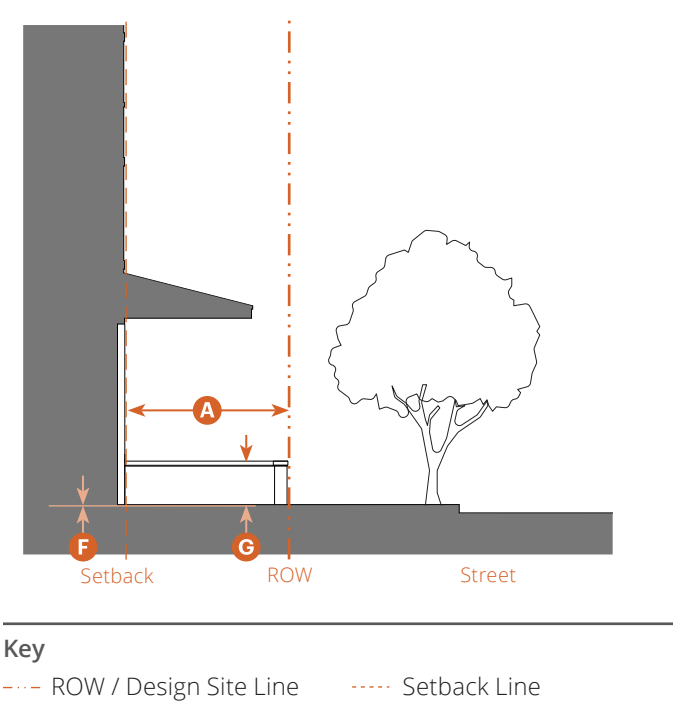 A
F
G
Setback
ROW
Street
Key
ROW / Design Site Line
Setback Line